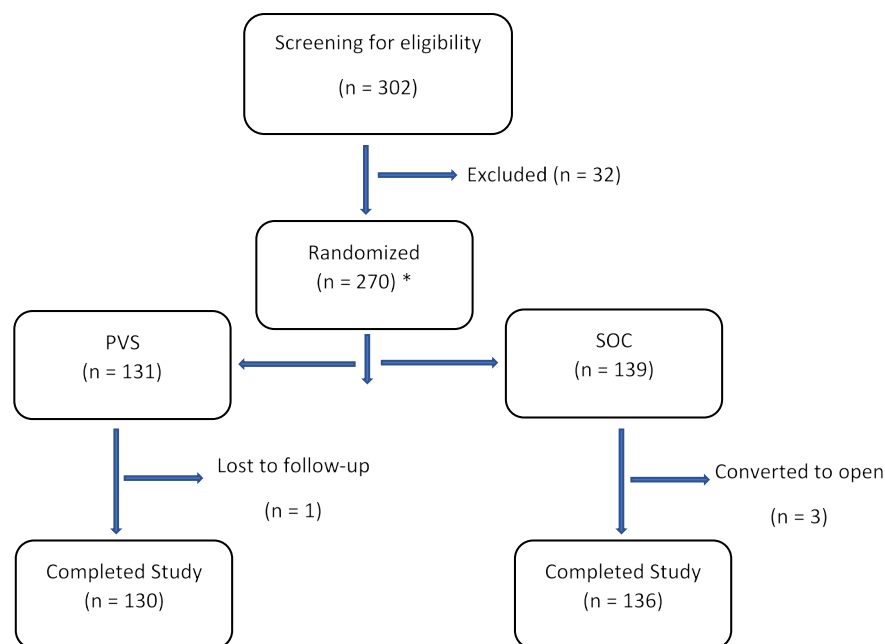 Screening for eligibility
(n = 302)
Excluded (n = 32)
Randomized
(n = 270) *
PVS
(n = 131)
SOC
(n = 139)
Lost to follow-up
(n = 1)
Converted to open
(n = 3)
Completed Study
(n = 130)
Completed Study
(n = 136)